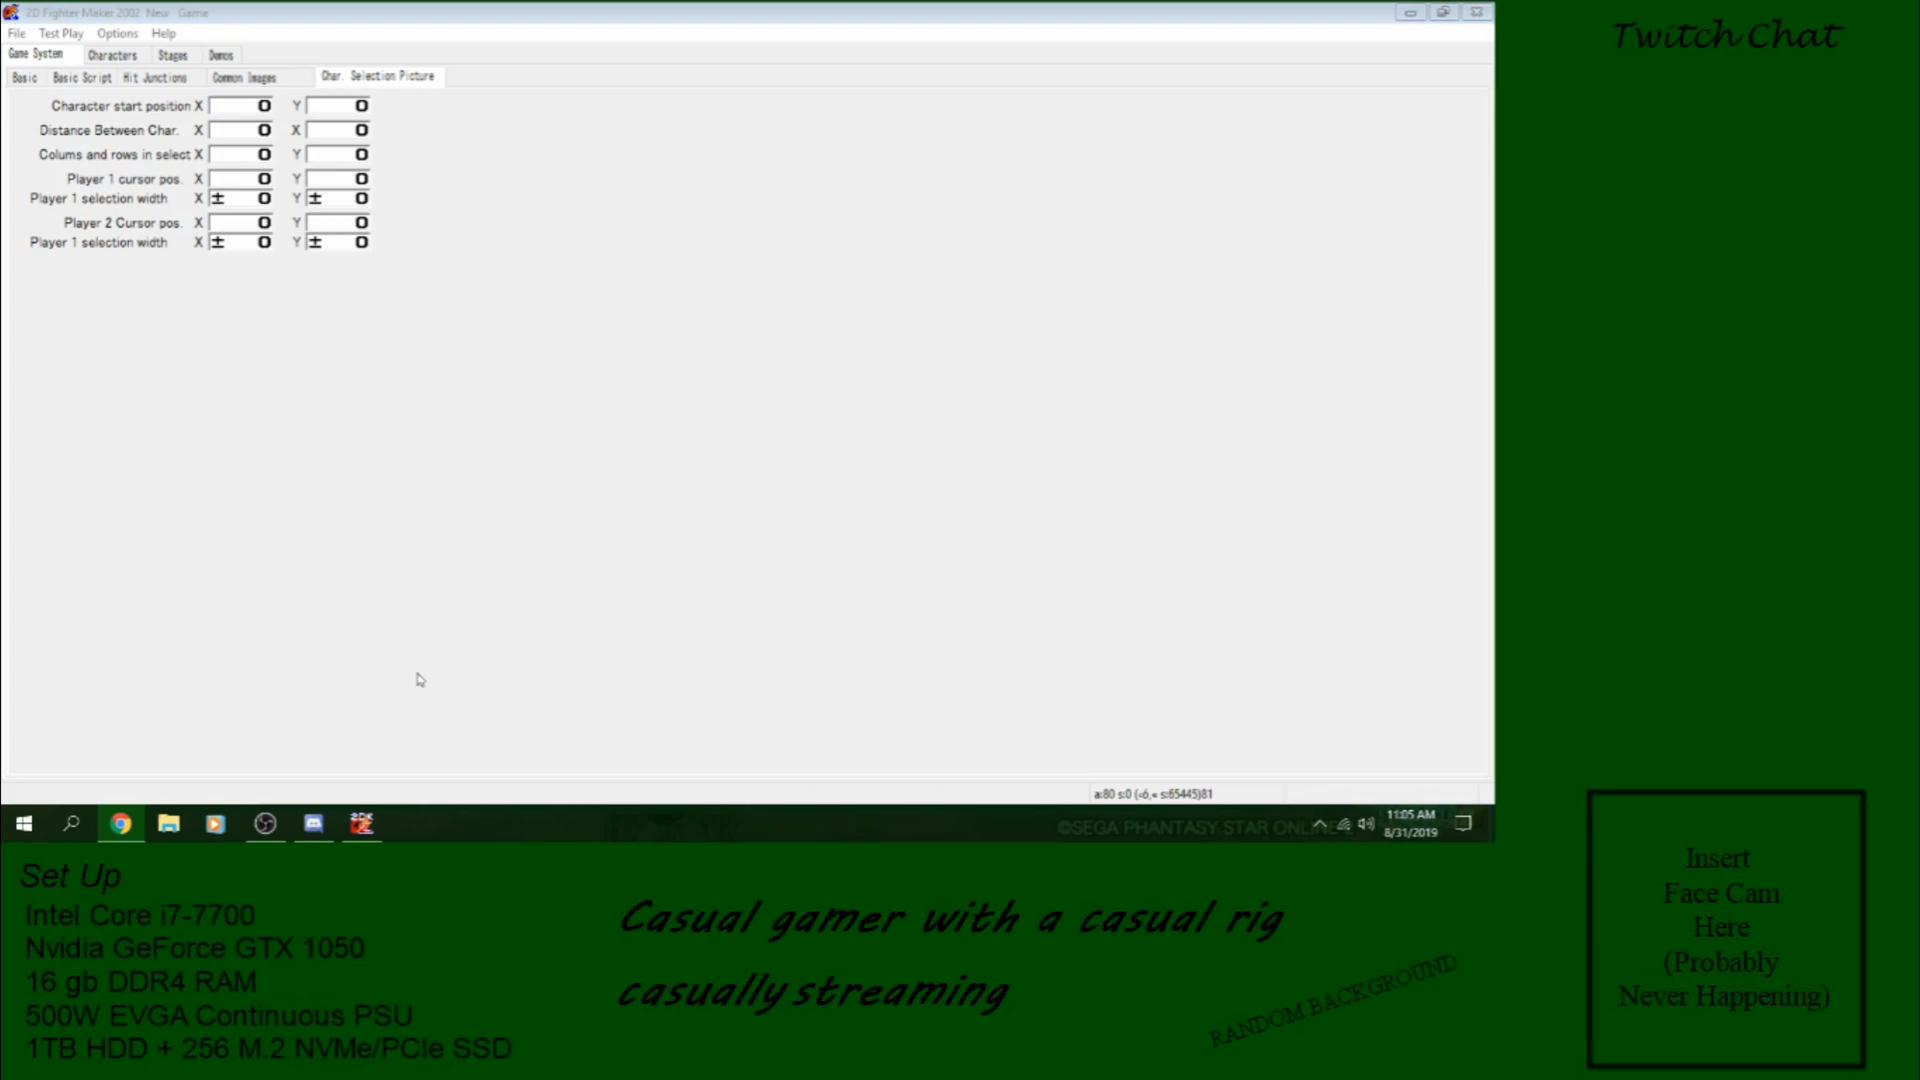 2D Fighter Maker 2002 New Game
Twitch Chat
File Test Play Options Help
Game System Characters Stages Demos
Basic Basic Script Hit Junctions Common Images Char. Selection Picture
Character start position X 0 Y 0
Distance Between Char. X 0 X 0
Colums and rows in select X 0 Y 0
Player 1 cursor pos. X 0 Y 0
Player 1 selection width X ± 0 Y ± 0
Player 2 Cursor pos. X 0 Y 0
Player 1 selection width X ± 0 Y ± 0
2DK
©SEGA PHANTASY STAR ONLINE
11:05 AM
8/31/2019
Set Up
Intel Core i7-7700
Nvidia GeForce GTX 1050
16 gb DDR4 RAM
500W EVGA Continuous PSU
1TB HDD + 256 M.2 NVMe/PCIe SSD
Casual gamer with a casual rig
casually streaming
RANDOM BACKGROUND
Insert
Face Cam
Here
(Probably
Never Happening)